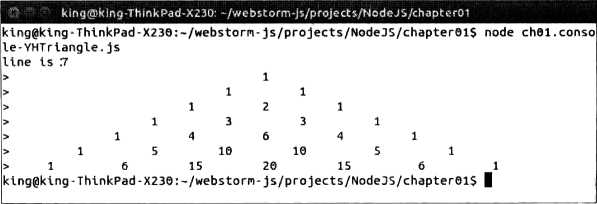 king@king-ThinkPad-X230: ~/webstorm-js/projects/NodeJS/chapter01
king@king-ThinkPad-X230:~/webstorm-js/projects/NodeJS/chapter01$ node ch01.conso
le-YHTriangle.js
line is :7
> 1
> 1 1
> 1 2 1
> 1 3 3 1
> 1 4 6 4 1
> 1 5 10 10 5 1
> 1 6 15 20 15 6 1
king@king-ThinkPad-X230:~/webstorm-js/projects/NodeJS/chapter01$